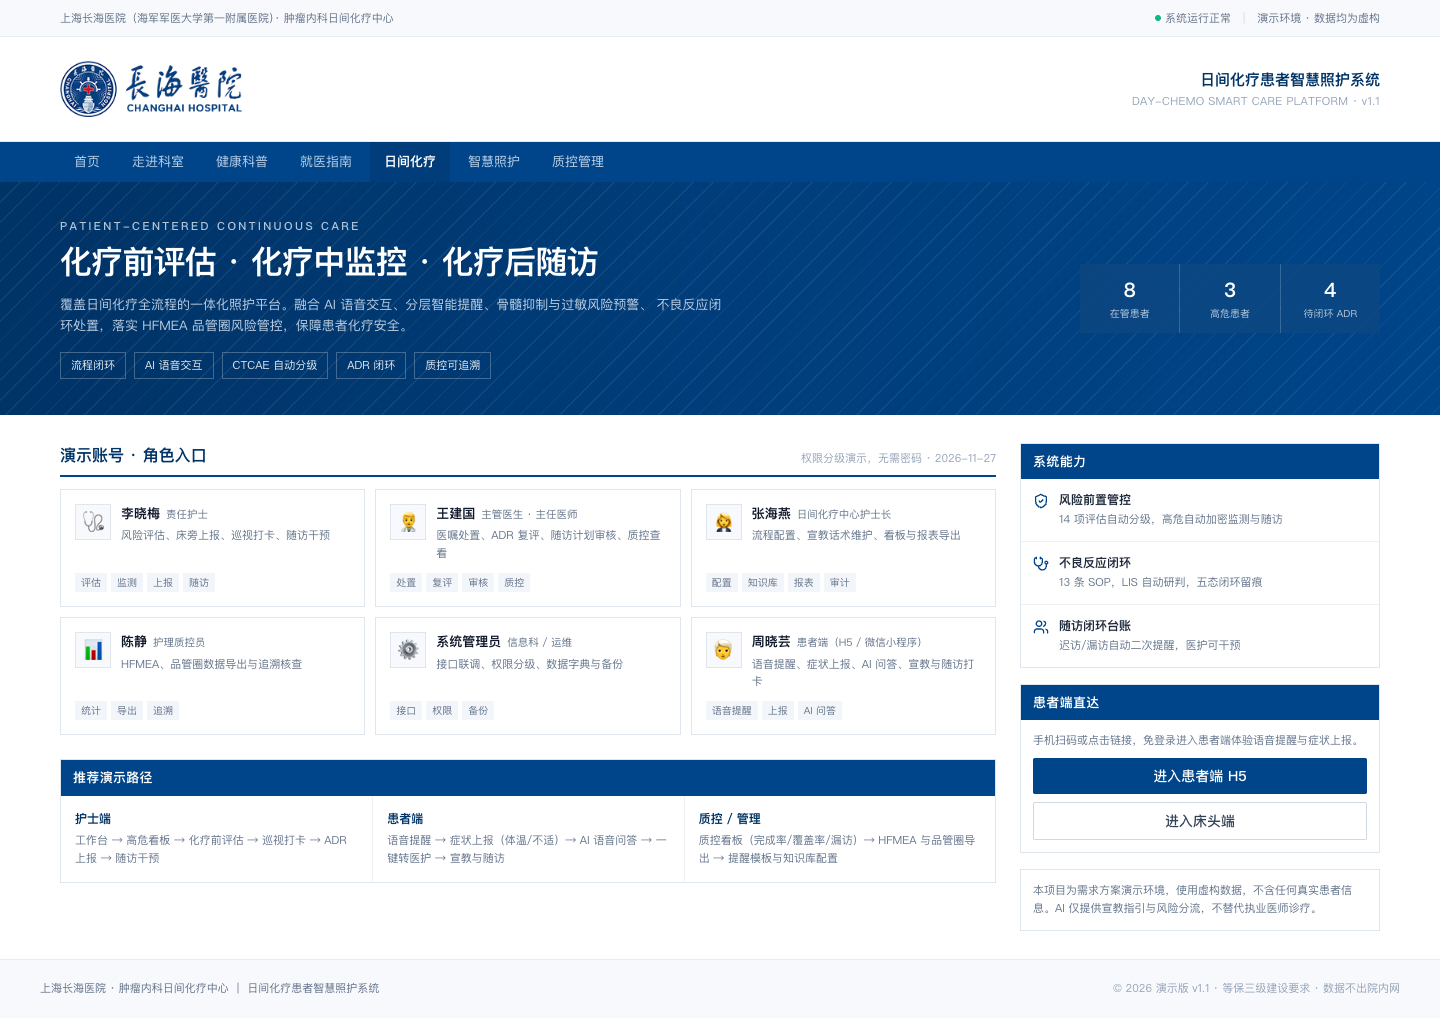 上海长海医院（海军军医大学第一附属医院）· 肿瘤内科日间化疗中心
系统运行正常 | 演示环境 · 数据均为虚构
長海醫院
CHANGHAI HOSPITAL
日间化疗患者智慧照护系统
DAY-CHEMO SMART CARE PLATFORM · v1.1
首页 走进科室 健康科普 就医指南 日间化疗 智慧照护 质控管理
PATIENT-CENTERED CONTINUOUS CARE
化疗前评估 · 化疗中监控 · 化疗后随访
覆盖日间化疗全流程的一体化照护平台。融合 AI 语音交互、分层智能提醒、骨髓抑制与过敏风险预警、 不良反应闭
环处置，落实 HFMEA 品管圈风险管控，保障患者化疗安全。
流程闭环 AI 语音交互 CTCAE 自动分级 ADR 闭环 质控可追溯
8 3 4
在管患者 高危患者 待闭环 ADR
演示账号 · 角色入口
权限分级演示，无需密码 · 2026-11-27
李晓梅 责任护士
风险评估、床旁上报、巡视打卡、随访干预
评估 监测 上报 随访
王建国 主管医生 · 主任医师
医嘱处置、ADR 复评、随访计划审核、质控查
看
处置 复评 审核 质控
张海燕 日间化疗中心护士长
流程配置、宣教话术维护、看板与报表导出
配置 知识库 报表 审计
陈静 护理质控员
HFMEA、品管圈数据导出与追溯核查
统计 导出 追溯
系统管理员 信息科 / 运维
接口联调、权限分级、数据字典与备份
接口 权限 备份
周晓芸 患者端（H5 / 微信小程序）
语音提醒、症状上报、AI 问答、宣教与随访打
卡
语音提醒 上报 AI 问答
推荐演示路径
护士端
工作台 → 高危看板 → 化疗前评估 → 巡视打卡 → ADR
上报 → 随访干预
患者端
语音提醒 → 症状上报（体温/不适）→ AI 语音问答 → 一
键转医护 → 宣教与随访
质控 / 管理
质控看板（完成率/覆盖率/漏访）→ HFMEA 与品管圈导
出 → 提醒模板与知识库配置
系统能力
风险前置管控
14 项评估自动分级，高危自动加密监测与随访
不良反应闭环
13 条 SOP，LIS 自动研判，五态闭环留痕
随访闭环台账
迟访/漏访自动二次提醒，医护可干预
患者端直达
手机扫码或点击链接，免登录进入患者端体验语音提醒与症状上报。
进入患者端 H5
进入床头端
本项目为需求方案演示环境，使用虚构数据，不含任何真实患者信
息。AI 仅提供宣教指引与风险分流，不替代执业医师诊疗。
上海长海医院 · 肿瘤内科日间化疗中心 | 日间化疗患者智慧照护系统
© 2026 演示版 v1.1 · 等保三级建设要求 · 数据不出院内网